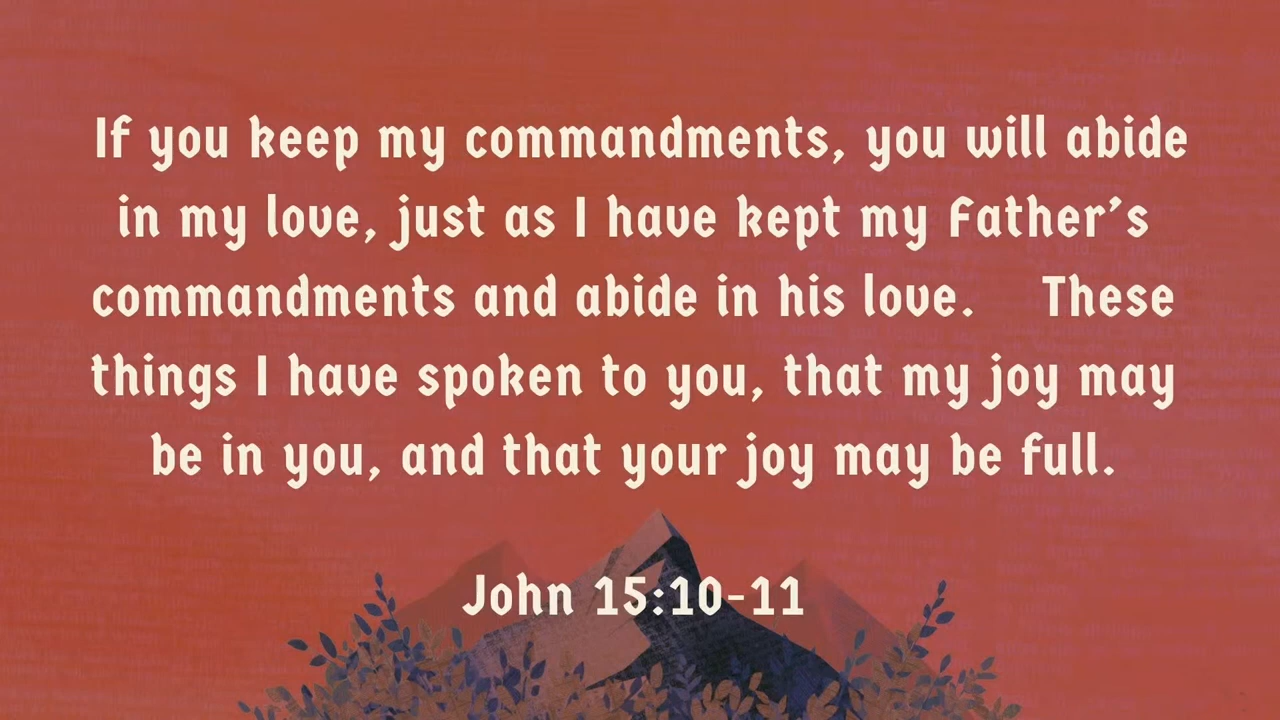 If you keep my commandments, you will abide
in my love, just as I have kept my Father’s
commandments and abide in his love. These
things I have spoken to you, that my joy may
be in you, and that your joy may be full.
John 15:10-11